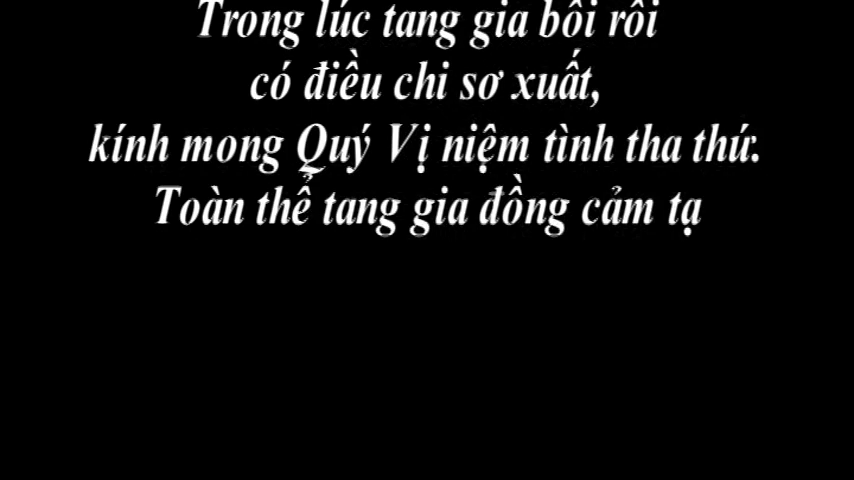 Trong lúc tang gia bối rối
có điều chi sơ xuất,
kính mong Quý Vị niệm tình tha thứ.
Toàn thể tang gia đồng cảm tạ